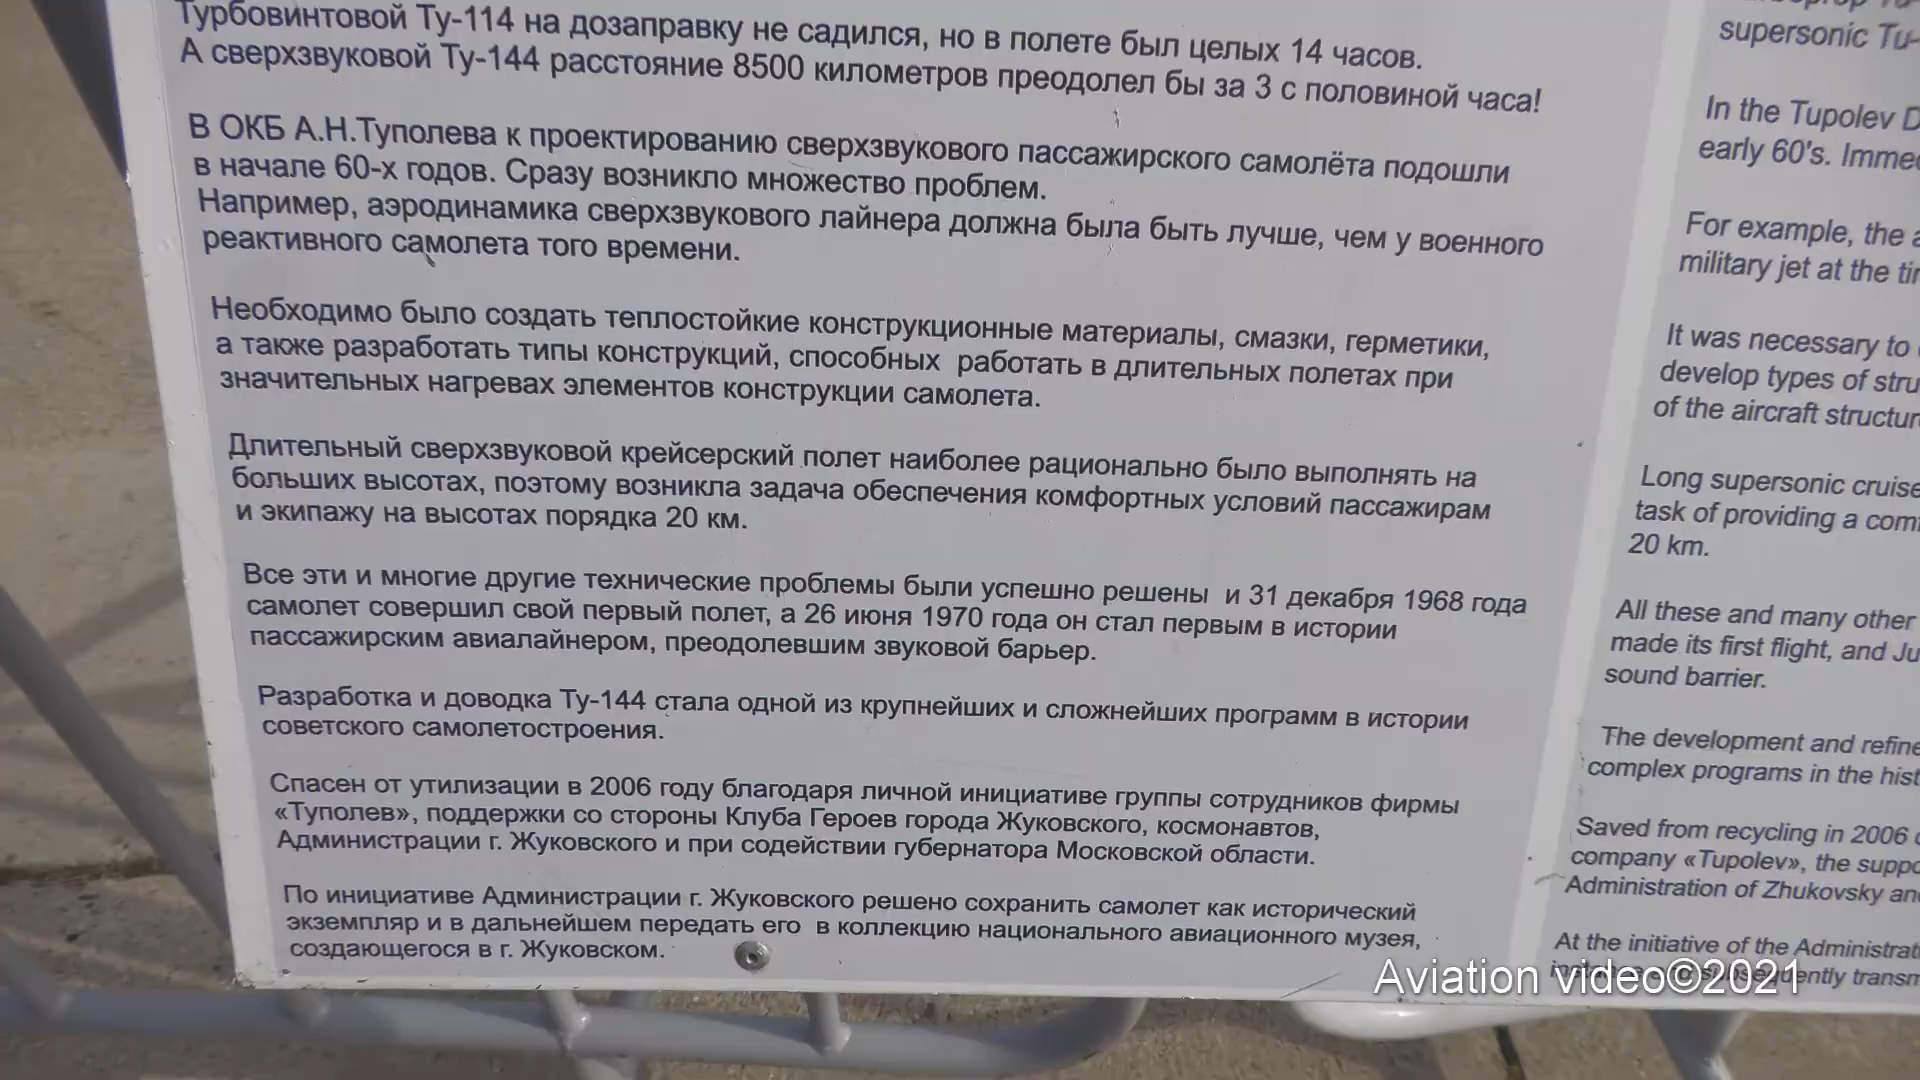 Турбовинтовой Ту-114 на дозаправку не садился, но в полете был целых 14 часов.
А сверхзвуковой Ту-144 расстояние 8500 километров преодолел бы за 3 с половиной часа!
В ОКБ А.Н.Туполева к проектированию сверхзвукового пассажирского самолёта подошли
в начале 60-х годов. Сразу возникло множество проблем.
Например, аэродинамика сверхзвукового лайнера должна была быть лучше, чем у военного
реактивного самолета того времени.
Необходимо было создать теплостойкие конструкционные материалы, смазки, герметики,
а также разработать типы конструкций, способных работать в длительных полетах при
значительных нагревах элементов конструкции самолета.
Длительный сверхзвуковой крейсерский полет наиболее рационально было выполнять на
больших высотах, поэтому возникла задача обеспечения комфортных условий пассажирам
и экипажу на высотах порядка 20 км.
Все эти и многие другие технические проблемы были успешно решены и 31 декабря 1968 года
самолет совершил свой первый полет, а 26 июня 1970 года он стал первым в истории
пассажирским авиалайнером, преодолевшим звуковой барьер.
Разработка и доводка Ту-144 стала одной из крупнейших и сложнейших программ в истории
советского самолетостроения.
Спасен от утилизации в 2006 году благодаря личной инициативе группы сотрудников фирмы
«Туполев», поддержки со стороны Клуба Героев города Жуковского, космонавтов,
Администрации г. Жуковского и при содействии губернатора Московской области.
По инициативе Администрации г. Жуковского решено сохранить самолет как исторический
экземпляр и в дальнейшем передать его в коллекцию национального авиационного музея,
создающегося в г. Жуковском.
supersonic Tu-
In the Tupolev D
early 60's. Immed
For example, the a
military jet at the tim
It was necessary to
develop types of stru
of the aircraft structur
Long supersonic cruise
task of providing a com
20 km.
All these and many other
made its first flight, and Ju
sound barrier.
The development and refine
complex programs in the hist
Saved from recycling in 2006
company «Tupolev», the suppo
Administration of Zhukovsky and
At the initiative of the Administrati
subsequently transm
Aviation video©2021